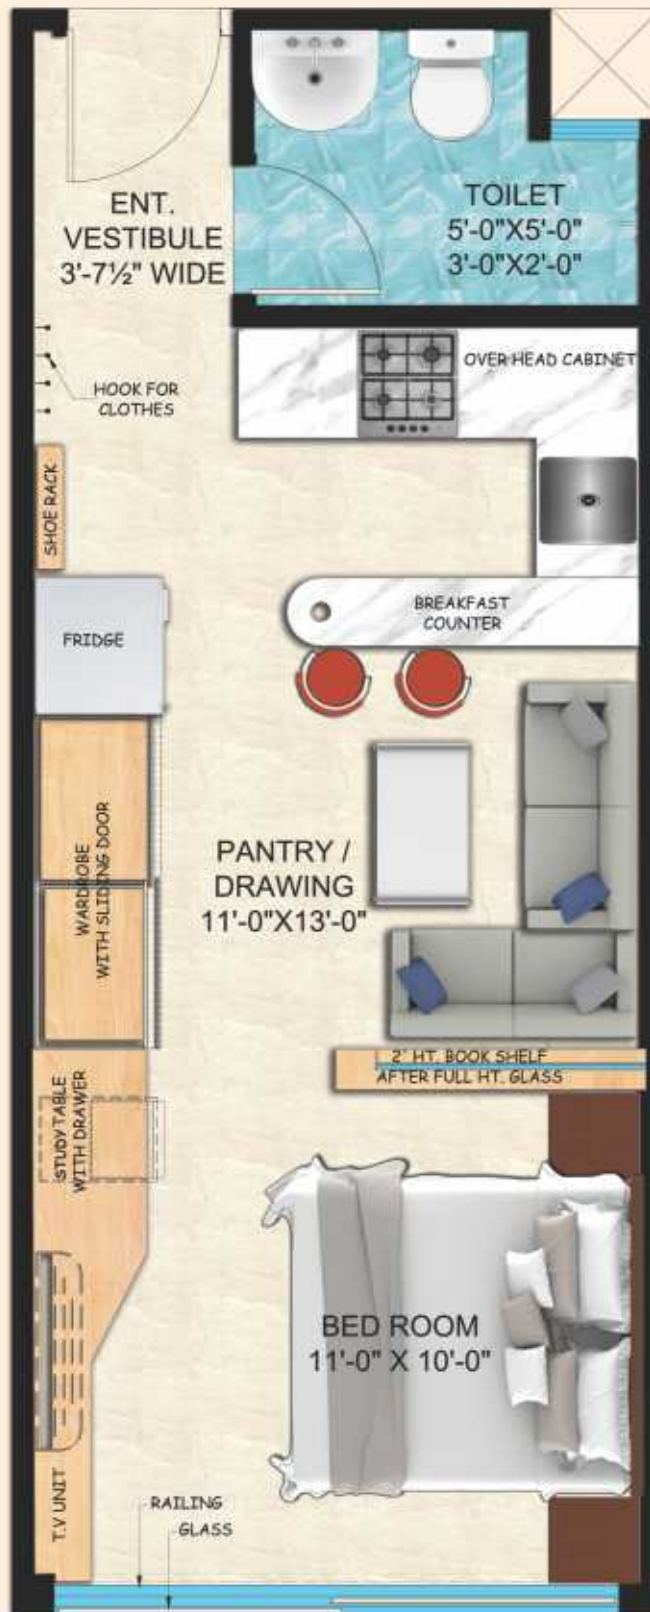 ENT.
VESTIBULE
3'-7½" WIDE
TOILET
5'-0"X5'-0"
3'-0"X2'-0"
HOOK FOR
CLOTHES
OVER HEAD CABINET
SHOE RACK
FRIDGE
BREAKFAST
COUNTER
WARDROBE
WITH SLIDING DOOR
PANTRY /
DRAWING
11'-0"X13'-0"
2' HT. BOOK SHELF
AFTER FULL HT. GLASS
STUDY TABLE
WITH DRAWER
BED ROOM
11'-0" X 10'-0"
T.V UNIT
RAILING
GLASS